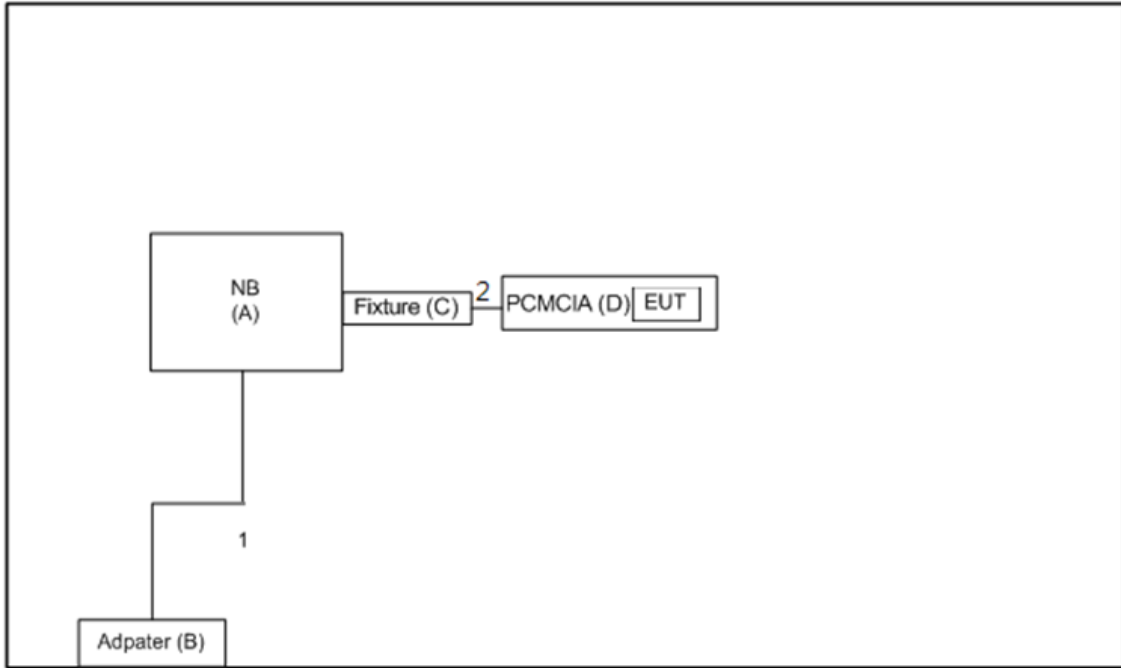 NB
(A)
Fixture (C)
2
PCMCIA (D)
EUT
1
Adpater (B)